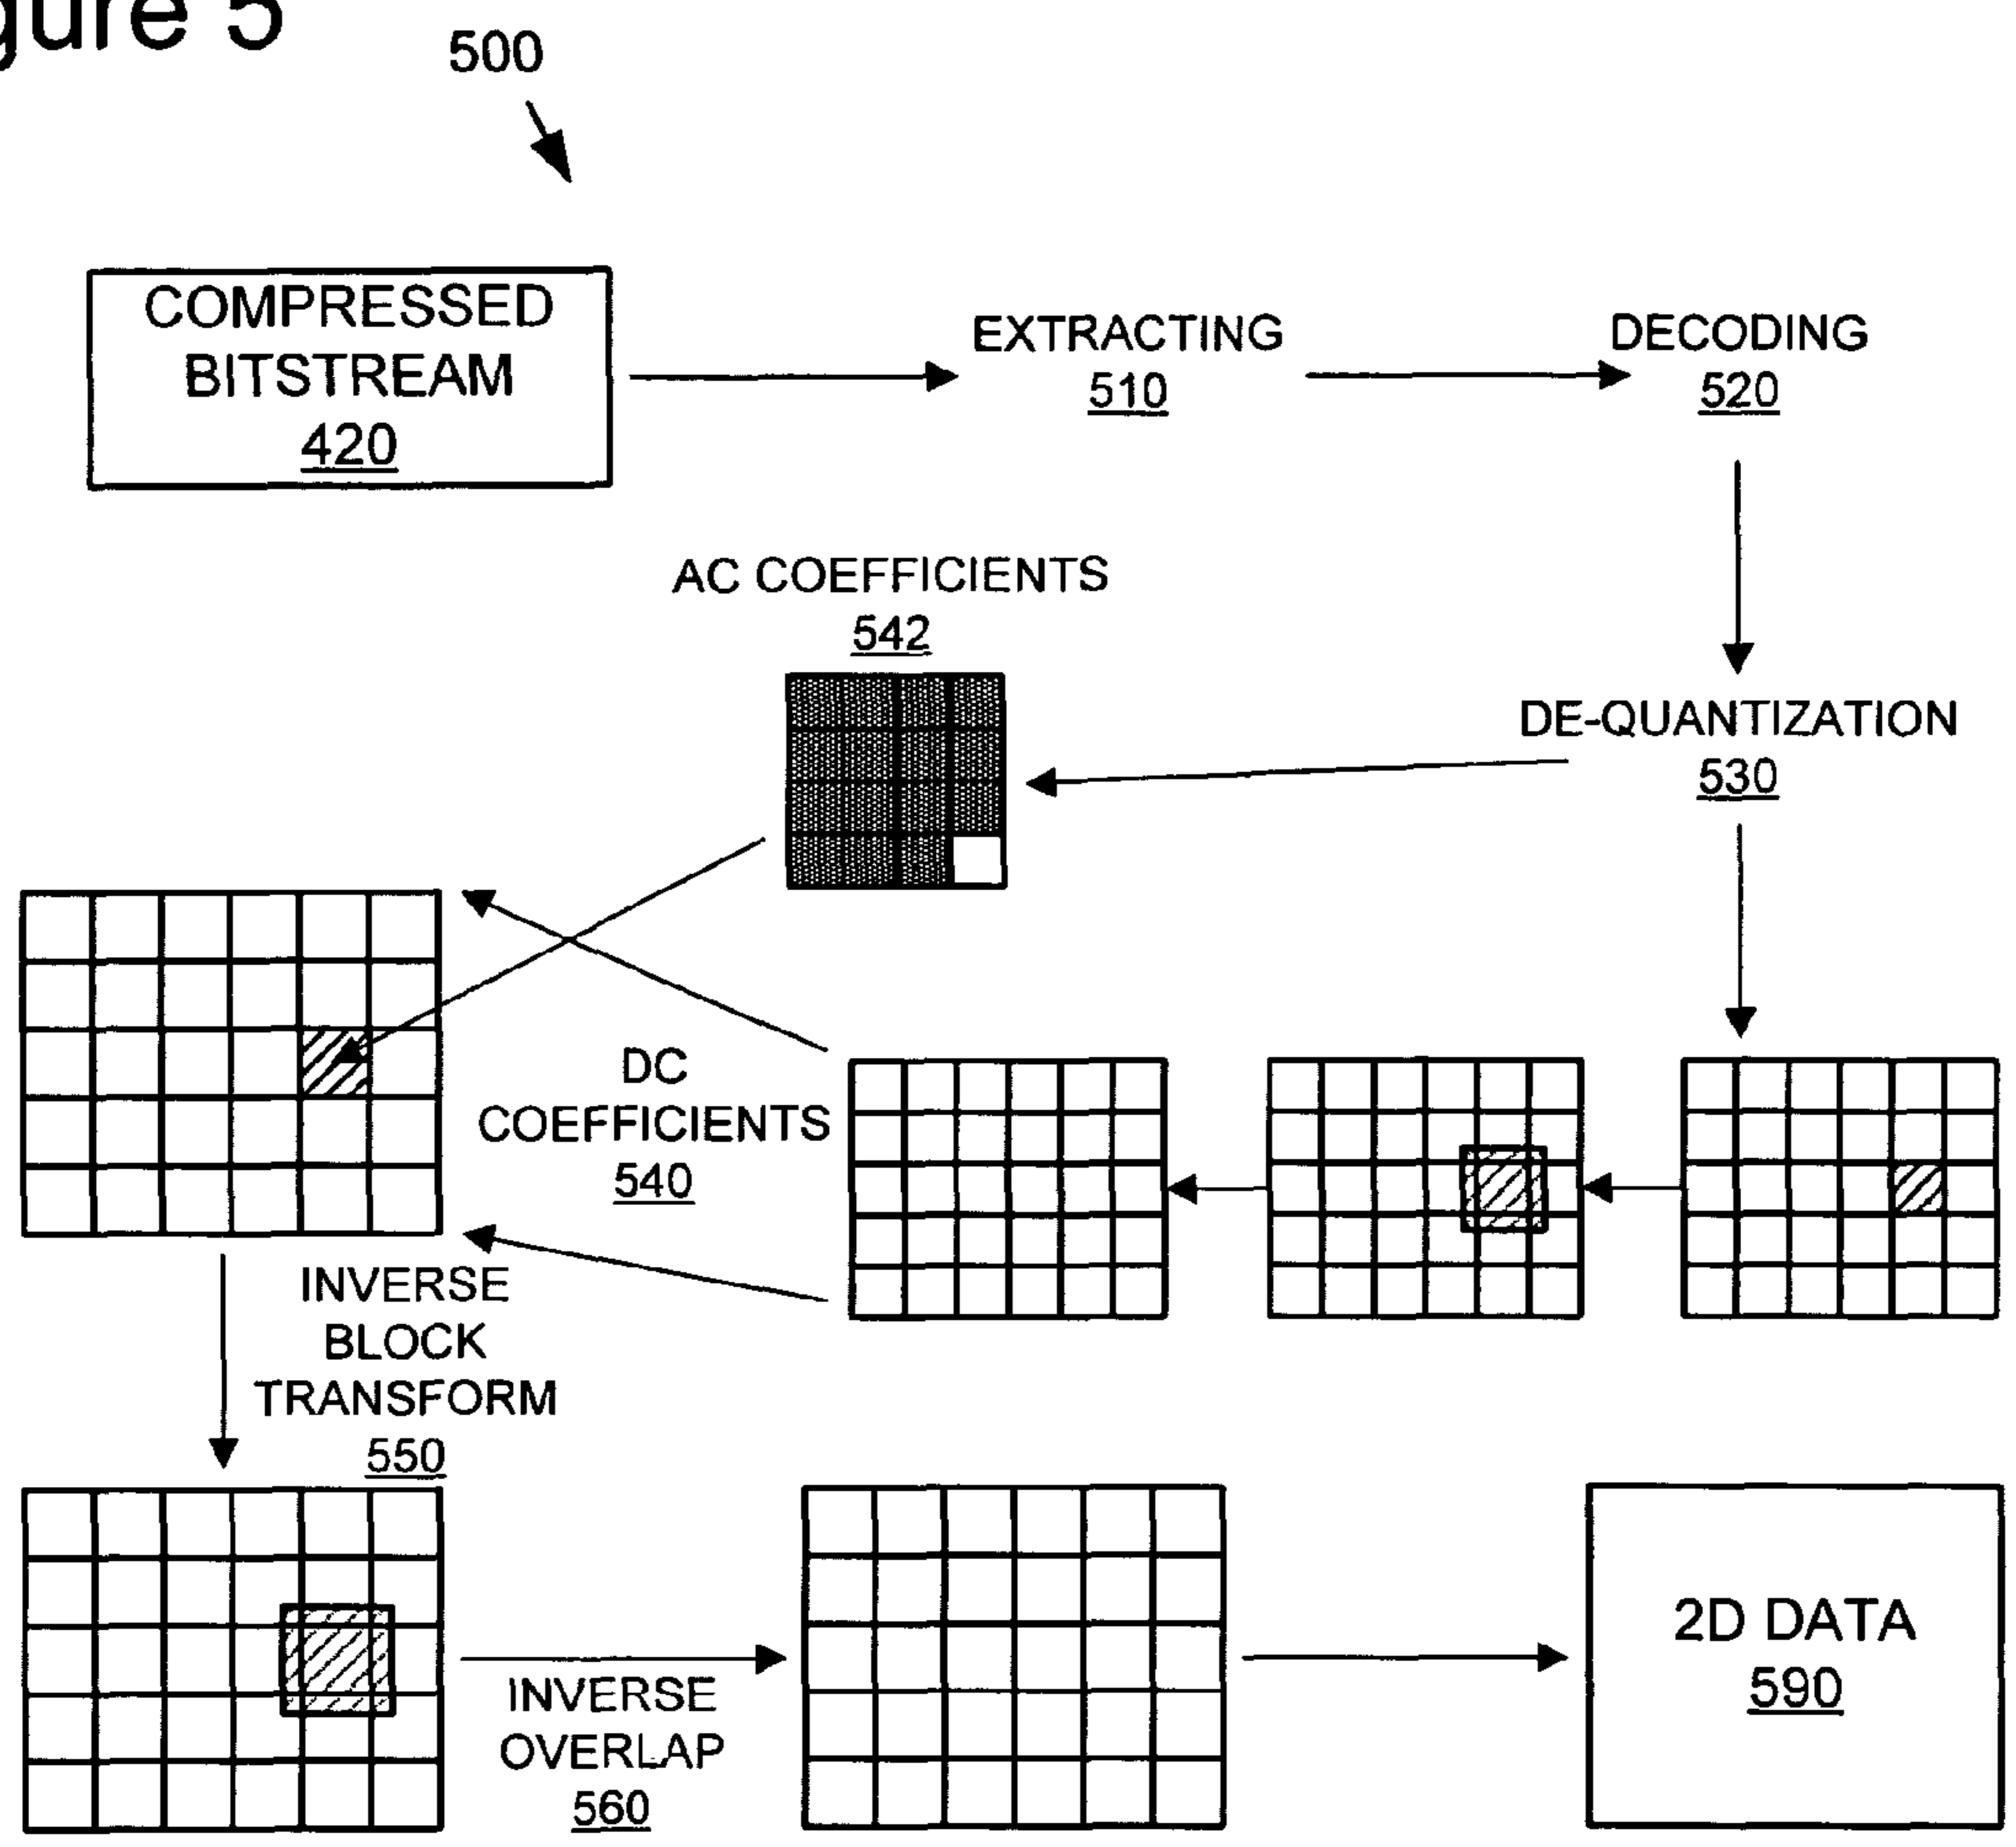 gure 5
500
COMPRESSED
BITSTREAM
420
EXTRACTING
510
DECODING
520
AC COEFFICIENTS
542
DE-QUANTIZATION
530
DC
COEFFICIENTS
540
INVERSE
BLOCK
TRANSFORM
550
INVERSE
OVERLAP
560
2D DATA
590